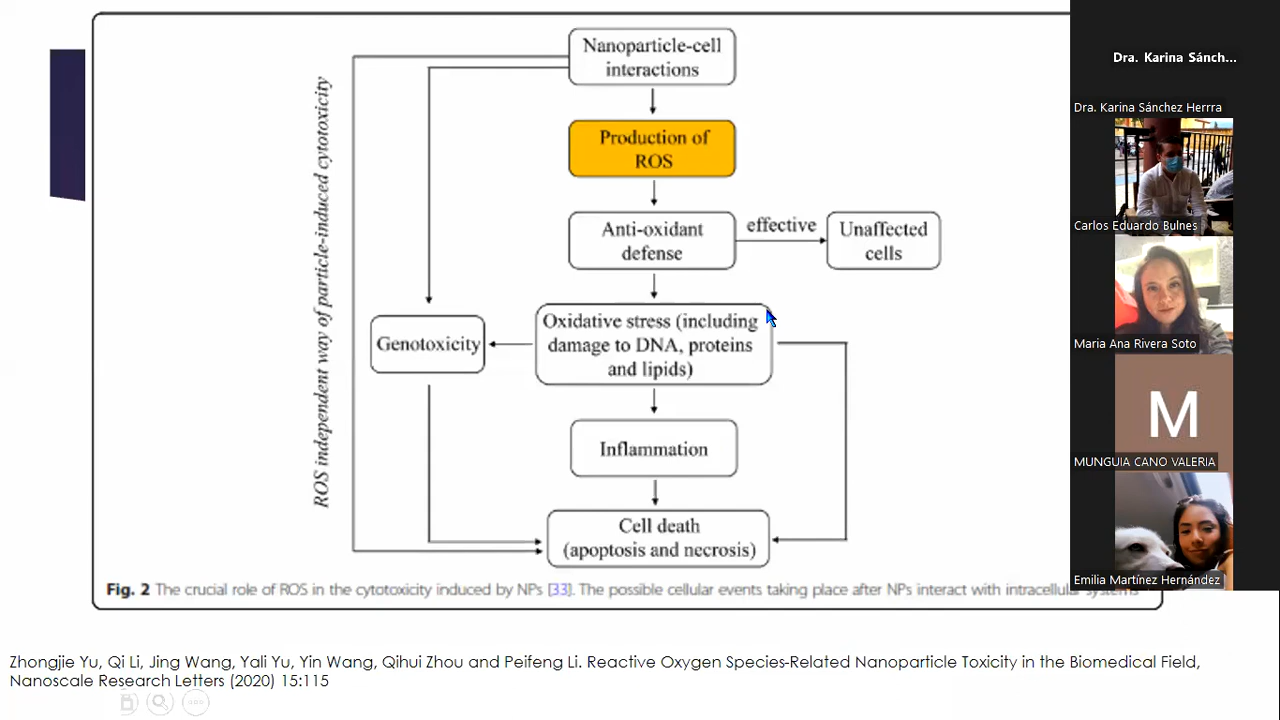 Nanoparticle-cell
interactions
Production of
ROS
Anti-oxidant
defense
effective
Unaffected
cells
ROS independent way of particle-induced cytotoxicity
Genotoxicity
Oxidative stress (including
damage to DNA, proteins
and lipids)
Inflammation
Cell death
(apoptosis and necrosis)
Fig. 2 The crucial role of ROS in the cytotoxicity induced by NPs [33]. The possible cellular events taking place after NPs interact with intracellular systems
Zhongjie Yu, Qi Li, Jing Wang, Yali Yu, Yin Wang, Qihui Zhou and Peifeng Li. Reactive Oxygen Species-Related Nanoparticle Toxicity in the Biomedical Field,
Nanoscale Research Letters (2020) 15:115
Dra. Karina Sánch...
Dra. Karina Sánchez Herrra
Carlos Eduardo Bulnes
Maria Ana Rivera Soto
M
MUNGUIA CANO VALERIA
Emilia Martínez Hernández